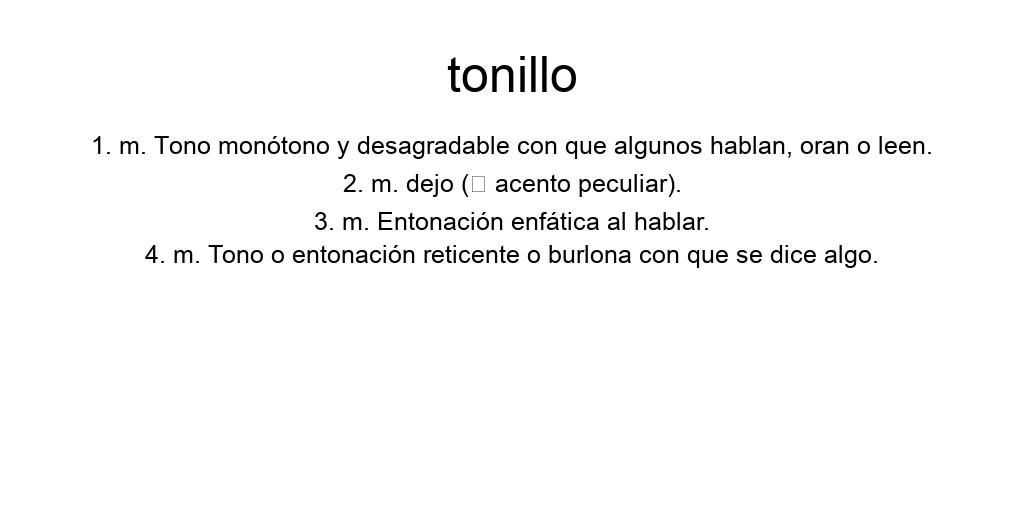 tonillo
1. m. Tono monótono y desagradable con que algunos hablan, oran o leen.
2. m. dejo (▯ acento peculiar).
3. m. Entonación enfática al hablar.
4. m. Tono o entonación reticente o burlona con que se dice algo.